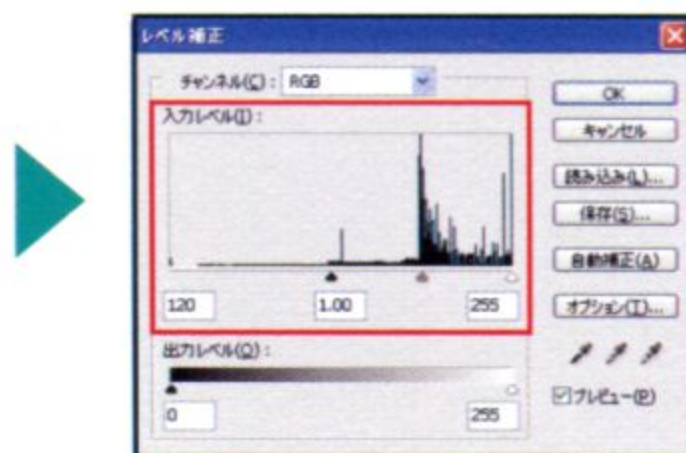 レベル補正
チャンネル(C): RGB
入力レベル(I):
120 1.00 255
出力レベル(O):
0 255
OK
キャンセル
読み込み(L)...
保存(S)...
自動補正(A)
オプション(T)...
プレビュー(P)